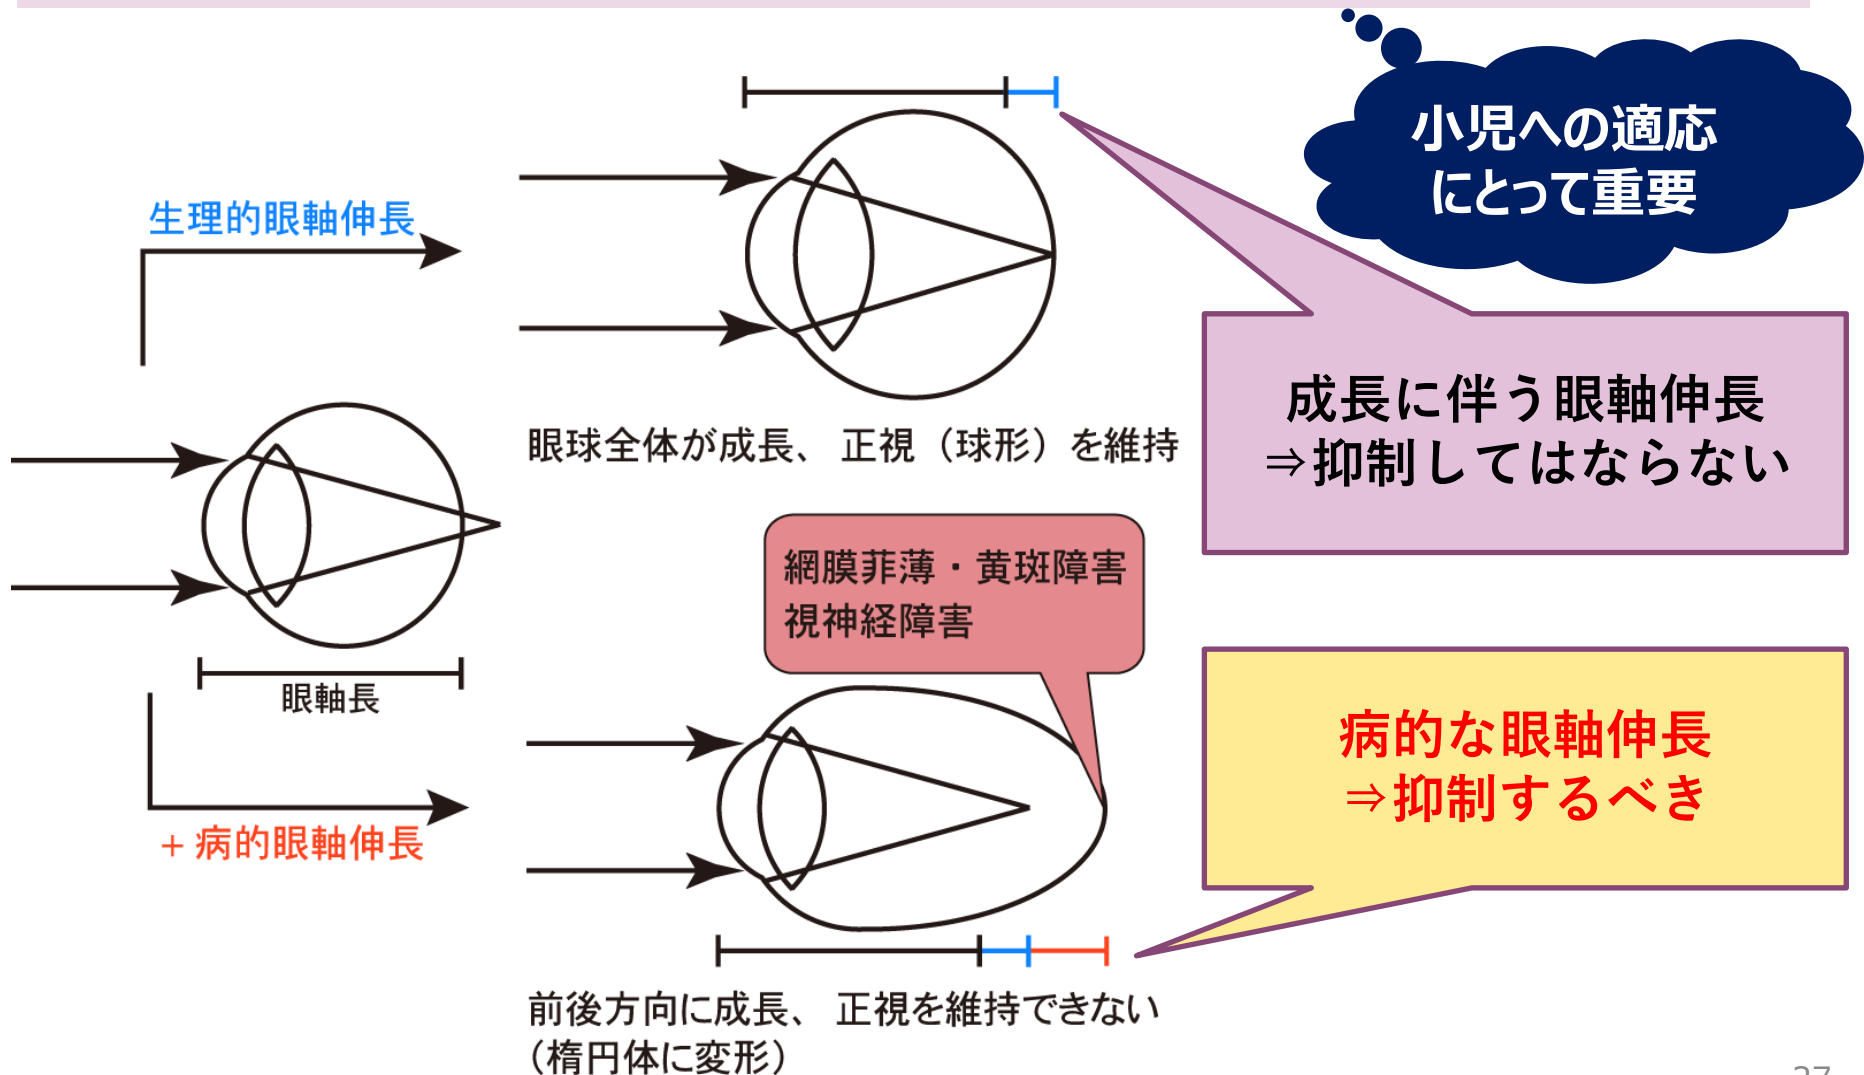 小児への適応
にとって重要
生理的眼軸伸長
眼球全体が成長、正視（球形）を維持
成長に伴う眼軸伸長
⇒抑制してはならない
網膜菲薄・黄斑障害
視神経障害
眼軸長
病的な眼軸伸長
⇒抑制するべき
+ 病的眼軸伸長
前後方向に成長、正視を維持できない
（楕円体に変形）